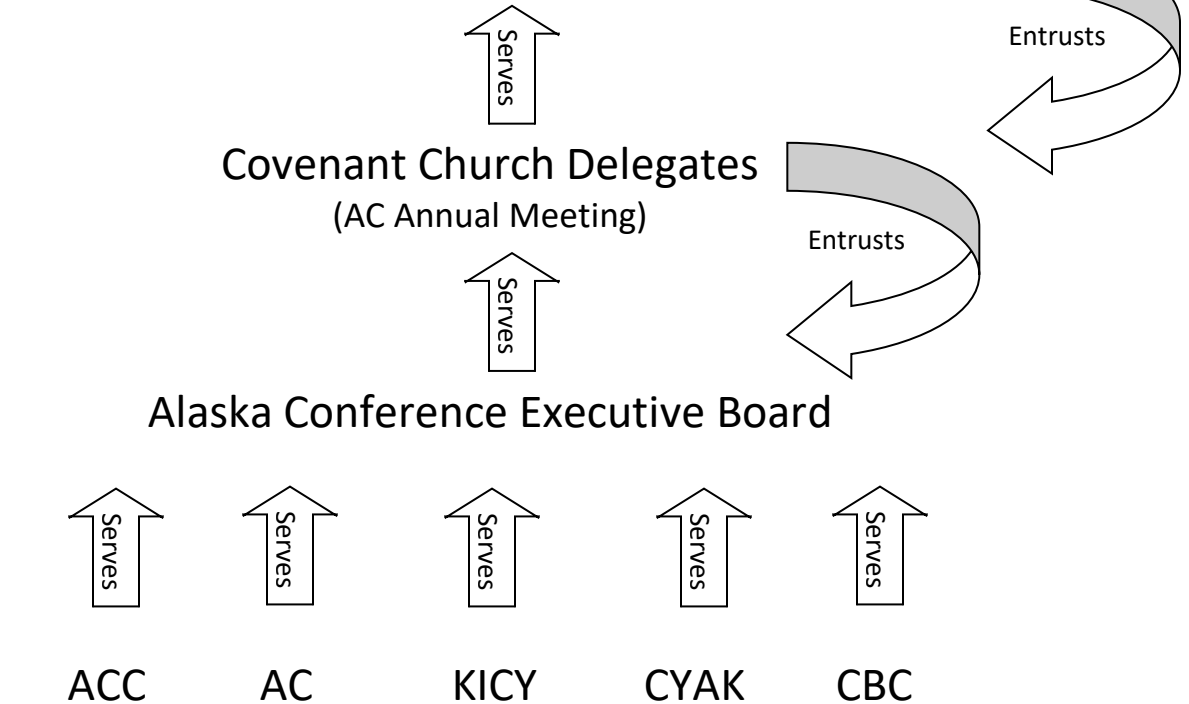 Serves
Entrusts
Covenant Church Delegates
(AC Annual Meeting)
Entrusts
Serves
Alaska Conference Executive Board
Serves Serves Serves Serves Serves
ACC AC KICY CYAK CBC